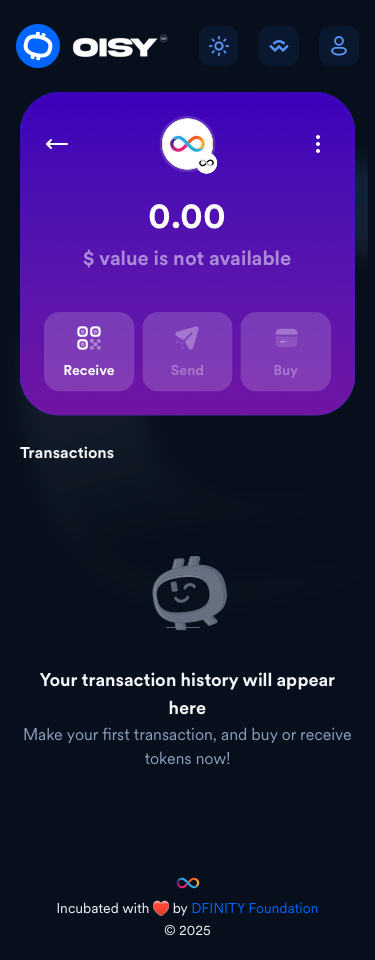 OISY
0.00
$ value is not available
Receive
Send
Buy
Transactions
Your transaction history will appear
here
Make your first transaction, and buy or receive
tokens now!
Incubated with ❤️ by DFINITY Foundation
© 2025